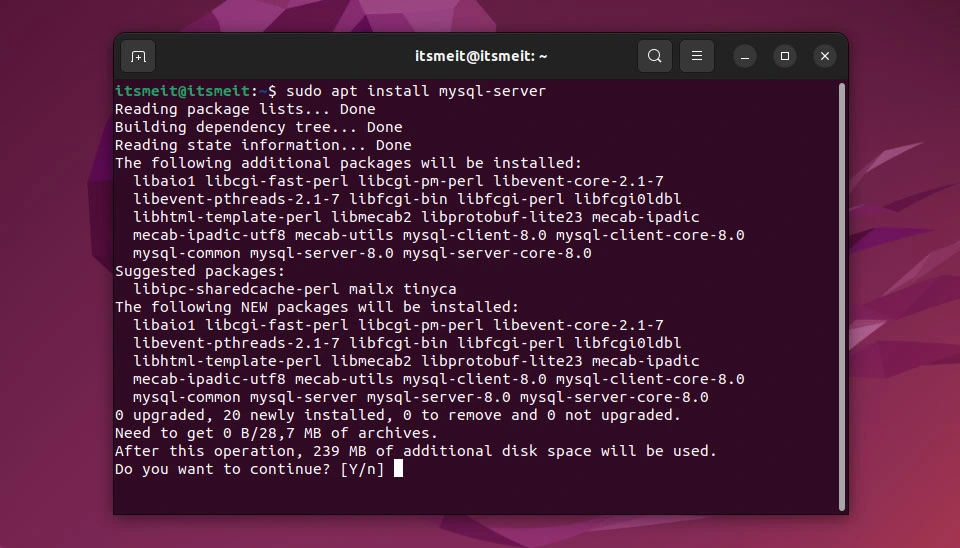 itsmeit@itsmeit: ~
itsmeit@itsmeit:~$ sudo apt install mysql-server
Reading package lists... Done
Building dependency tree... Done
Reading state information... Done
The following additional packages will be installed:
  libaio1 libcgi-fast-perl libcgi-pm-perl libevent-core-2.1-7
  libevent-pthreads-2.1-7 libfcgi-bin libfcgi-perl libfcgi0ldbl
  libhtml-template-perl libmecab2 libprotobuf-lite23 mecab-ipadic
  mecab-ipadic-utf8 mecab-utils mysql-client-8.0 mysql-client-core-8.0
  mysql-common mysql-server-8.0 mysql-server-core-8.0
Suggested packages:
  libipc-sharedcache-perl mailx tinyca
The following NEW packages will be installed:
  libaio1 libcgi-fast-perl libcgi-pm-perl libevent-core-2.1-7
  libevent-pthreads-2.1-7 libfcgi-bin libfcgi-perl libfcgi0ldbl
  libhtml-template-perl libmecab2 libprotobuf-lite23 mecab-ipadic
  mecab-ipadic-utf8 mecab-utils mysql-client-8.0 mysql-client-core-8.0
  mysql-common mysql-server mysql-server-8.0 mysql-server-core-8.0
0 upgraded, 20 newly installed, 0 to remove and 0 not upgraded.
Need to get 0 B/28,7 MB of archives.
After this operation, 239 MB of additional disk space will be used.
Do you want to continue? [Y/n]